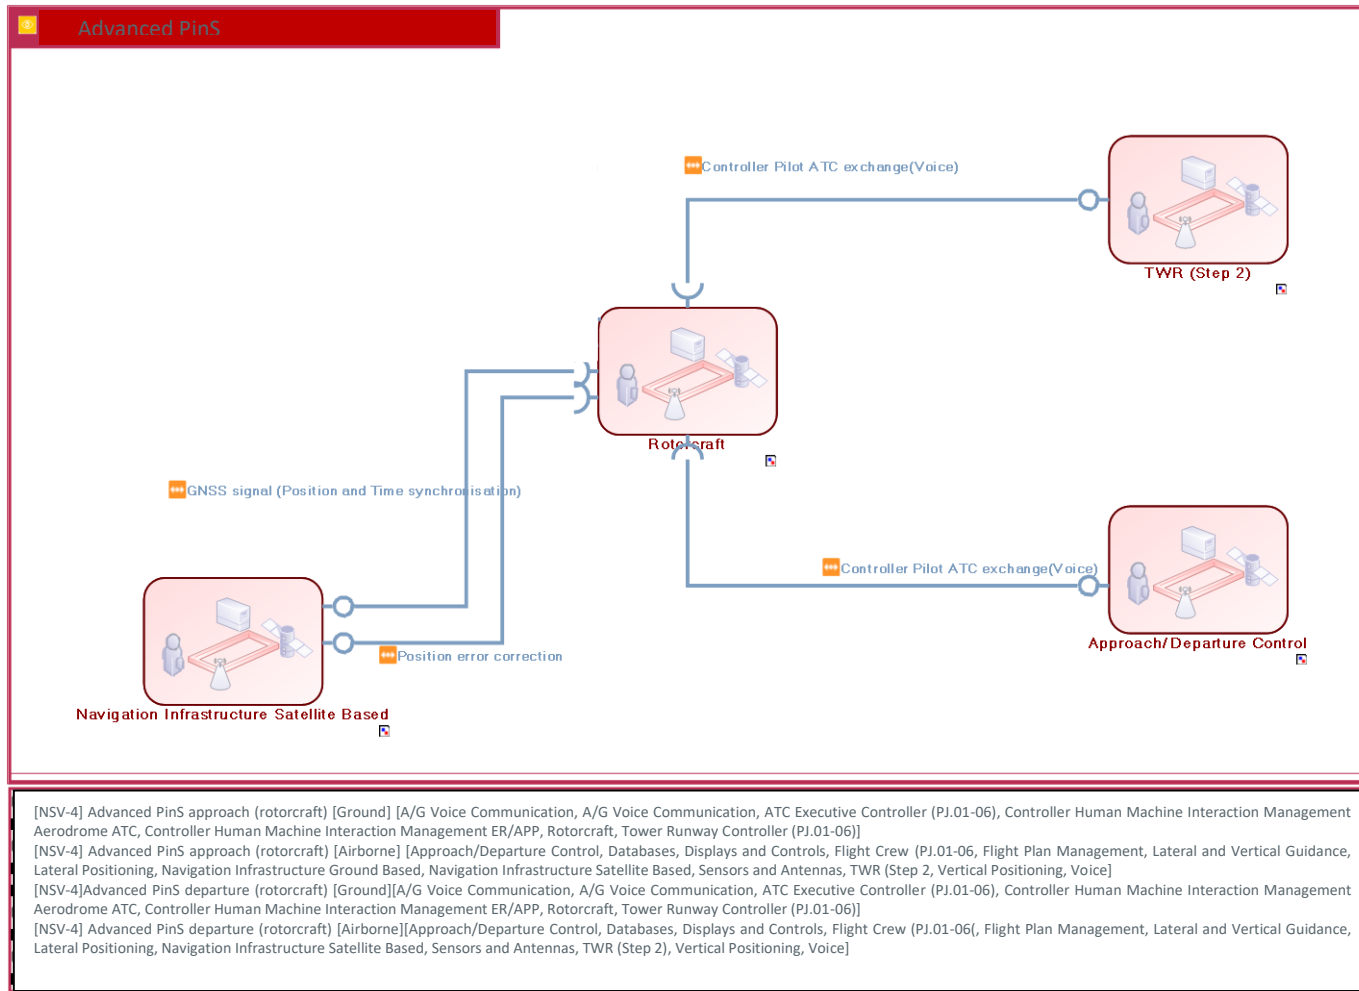 Advanced PinS
Controller Pilot ATC exchange(Voice)
TWR (Step 2)
Rotorcraft
GNSS signal (Position and Time synchronisation)
Controller Pilot ATC exchange(Voice)
Approach/Departure Control
Position error correction
Navigation Infrastructure Satellite Based
[NSV-4] Advanced PinS approach (rotorcraft) [Ground] [A/G Voice Communication, A/G Voice Communication, ATC Executive Controller (PJ.01-06), Controller Human Machine Interaction Management
Aerodrome ATC, Controller Human Machine Interaction Management ER/APP, Rotorcraft, Tower Runway Controller (PJ.01-06)]
[NSV-4] Advanced PinS approach (rotorcraft) [Airborne] [Approach/Departure Control, Databases, Displays and Controls, Flight Crew (PJ.01-06, Flight Plan Management, Lateral and Vertical Guidance,
Lateral Positioning, Navigation Infrastructure Ground Based, Navigation Infrastructure Satellite Based, Sensors and Antennas, TWR (Step 2, Vertical Positioning, Voice]
[NSV-4]Advanced PinS departure (rotorcraft) [Ground][A/G Voice Communication, A/G Voice Communication, ATC Executive Controller (PJ.01-06), Controller Human Machine Interaction Management
Aerodrome ATC, Controller Human Machine Interaction Management ER/APP, Rotorcraft, Tower Runway Controller (PJ.01-06)]
[NSV-4] Advanced PinS departure (rotorcraft) [Airborne][Approach/Departure Control, Databases, Displays and Controls, Flight Crew (PJ.01-06(, Flight Plan Management, Lateral and Vertical Guidance,
Lateral Positioning, Navigation Infrastructure Satellite Based, Sensors and Antennas, TWR (Step 2), Vertical Positioning, Voice]